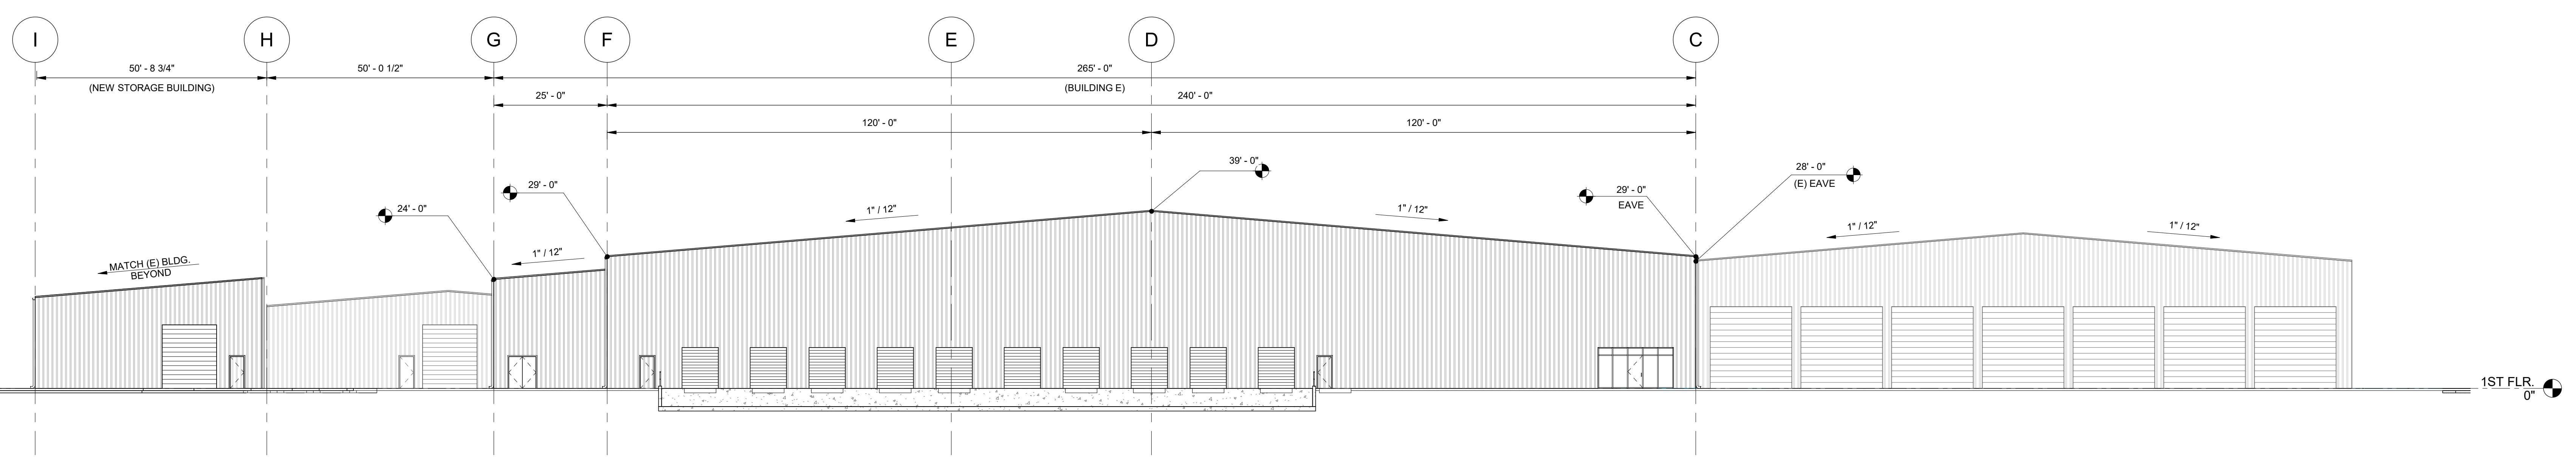 I
H
G
F
E
D
C
50' - 8 3/4"
50' - 0 1/2"
265' - 0"
(NEW STORAGE BUILDING)
(BUILDING E)
25' - 0"
240' - 0"
120' - 0"
120' - 0"
39' - 0"
28' - 0"
(E) EAVE
29' - 0"
29' - 0"
EAVE
24' - 0"
1" / 12"
1" / 12"
1" / 12"
1" / 12"
1" / 12"
MATCH (E) BLDG.
BEYOND
1ST FLR.
0"